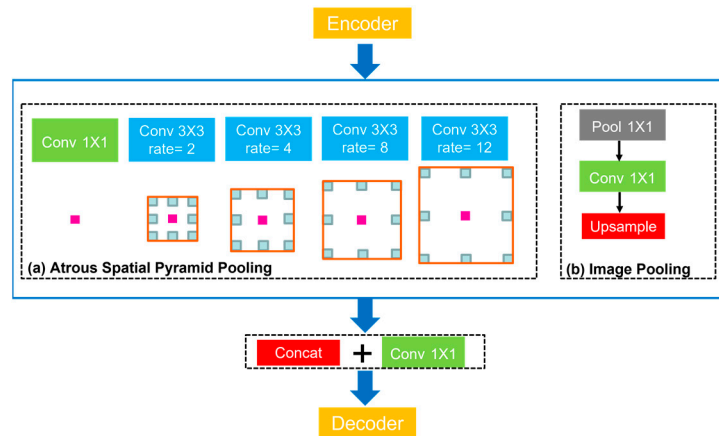 Encoder
Conv 1X1
Conv 3X3
rate= 2
Conv 3X3
rate= 4
Conv 3X3
rate= 8
Conv 3X3
rate= 12
(a) Atrous Spatial Pyramid Pooling
Pool 1X1
Conv 1X1
Upsample
(b) Image Pooling
Concat + Conv 1X1
Decoder